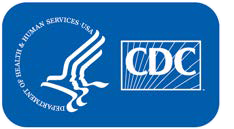 DEPARTMENT OF HEALTH & HUMAN SERVICES·USA
CDC